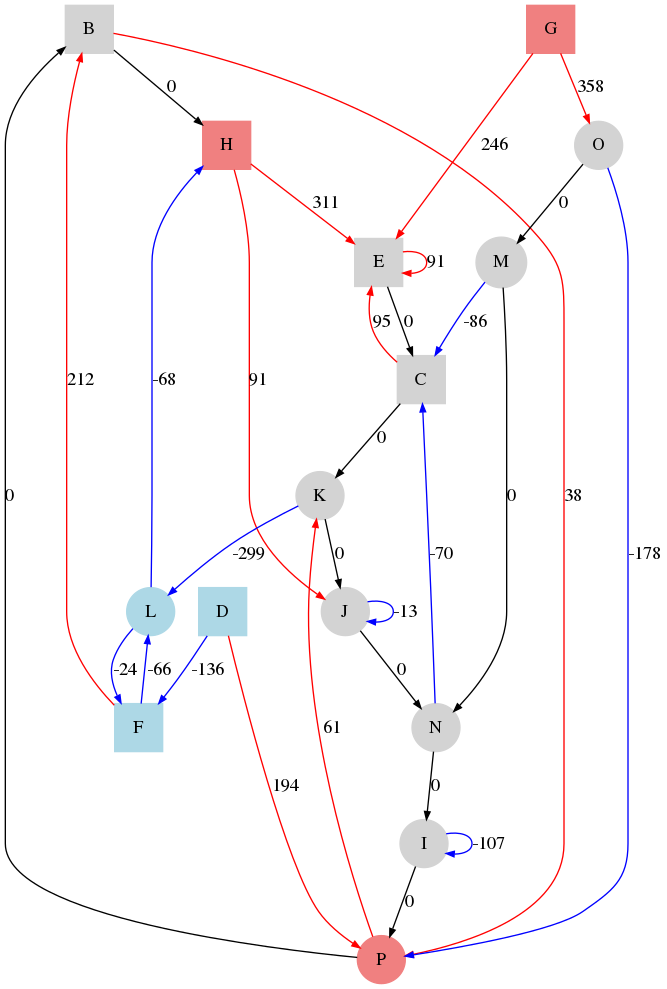 B G
0 358
H O
246
311 0
E 91 M
95 0 -86
C
0
K
212 -68 91 0 -70 0 38 -178
0
-299 0
L D J -13
-24 -66 -136 0
F 61 N
194 0
I -107
0
P